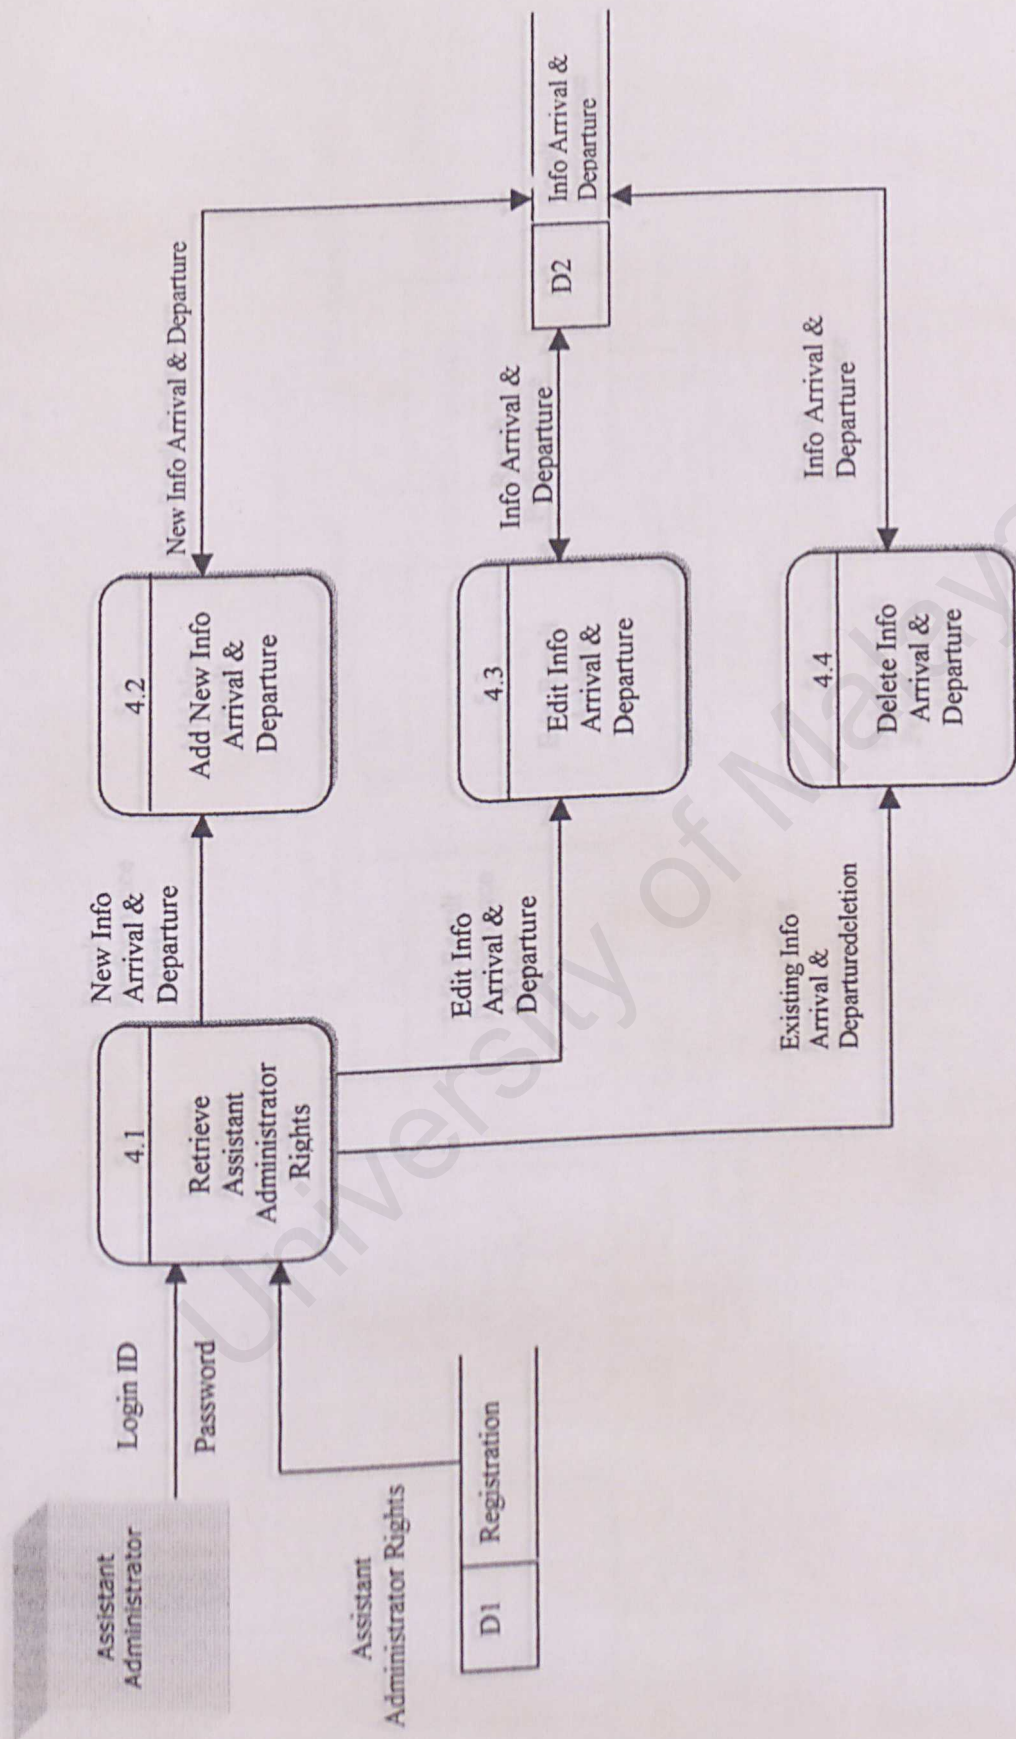 Assistant
Administrator
Login ID
Password
Assistant
Administrator Rights
D1
Registration
4.1
Retrieve
Assistant
Administrator
Rights
New Info
Arrival &
Departure
Edit Info
Arrival &
Departure
Existing Info
Arrival &
Departuredeletion
4.2
Add New Info
Arrival &
Departure
4.3
Edit Info
Arrival &
Departure
4.4
Delete Info
Arrival &
Departure
New Info Arrival & Departure
Info Arrival &
Departure
Info Arrival &
Departure
D2
Info Arrival &
Departure
University of Malaya